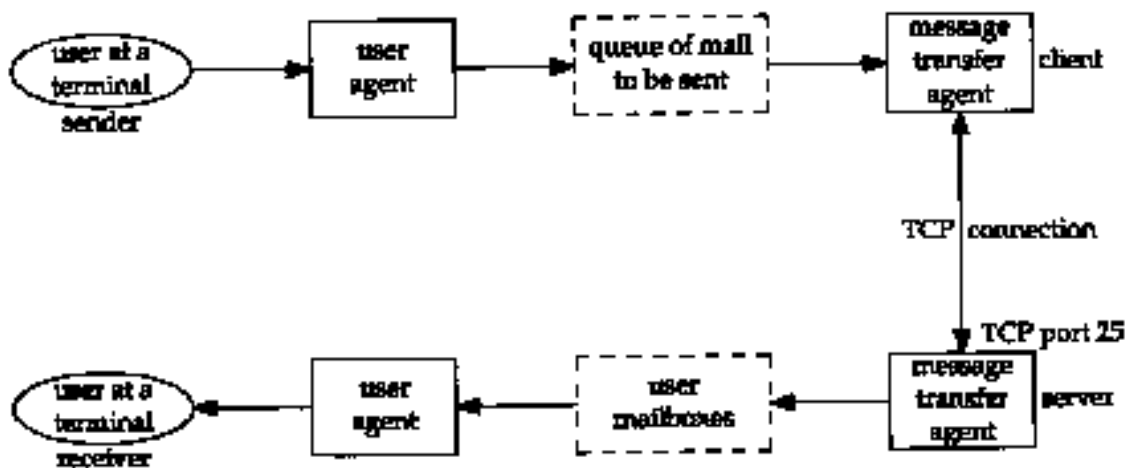 user at a
terminal
sender
user
agent
queue of mail
to be sent
message
transfer
agent
client
TCP connection
TCP port 25
user at a
terminal
receiver
user
agent
user
mailboxes
message
transfer
agent
server